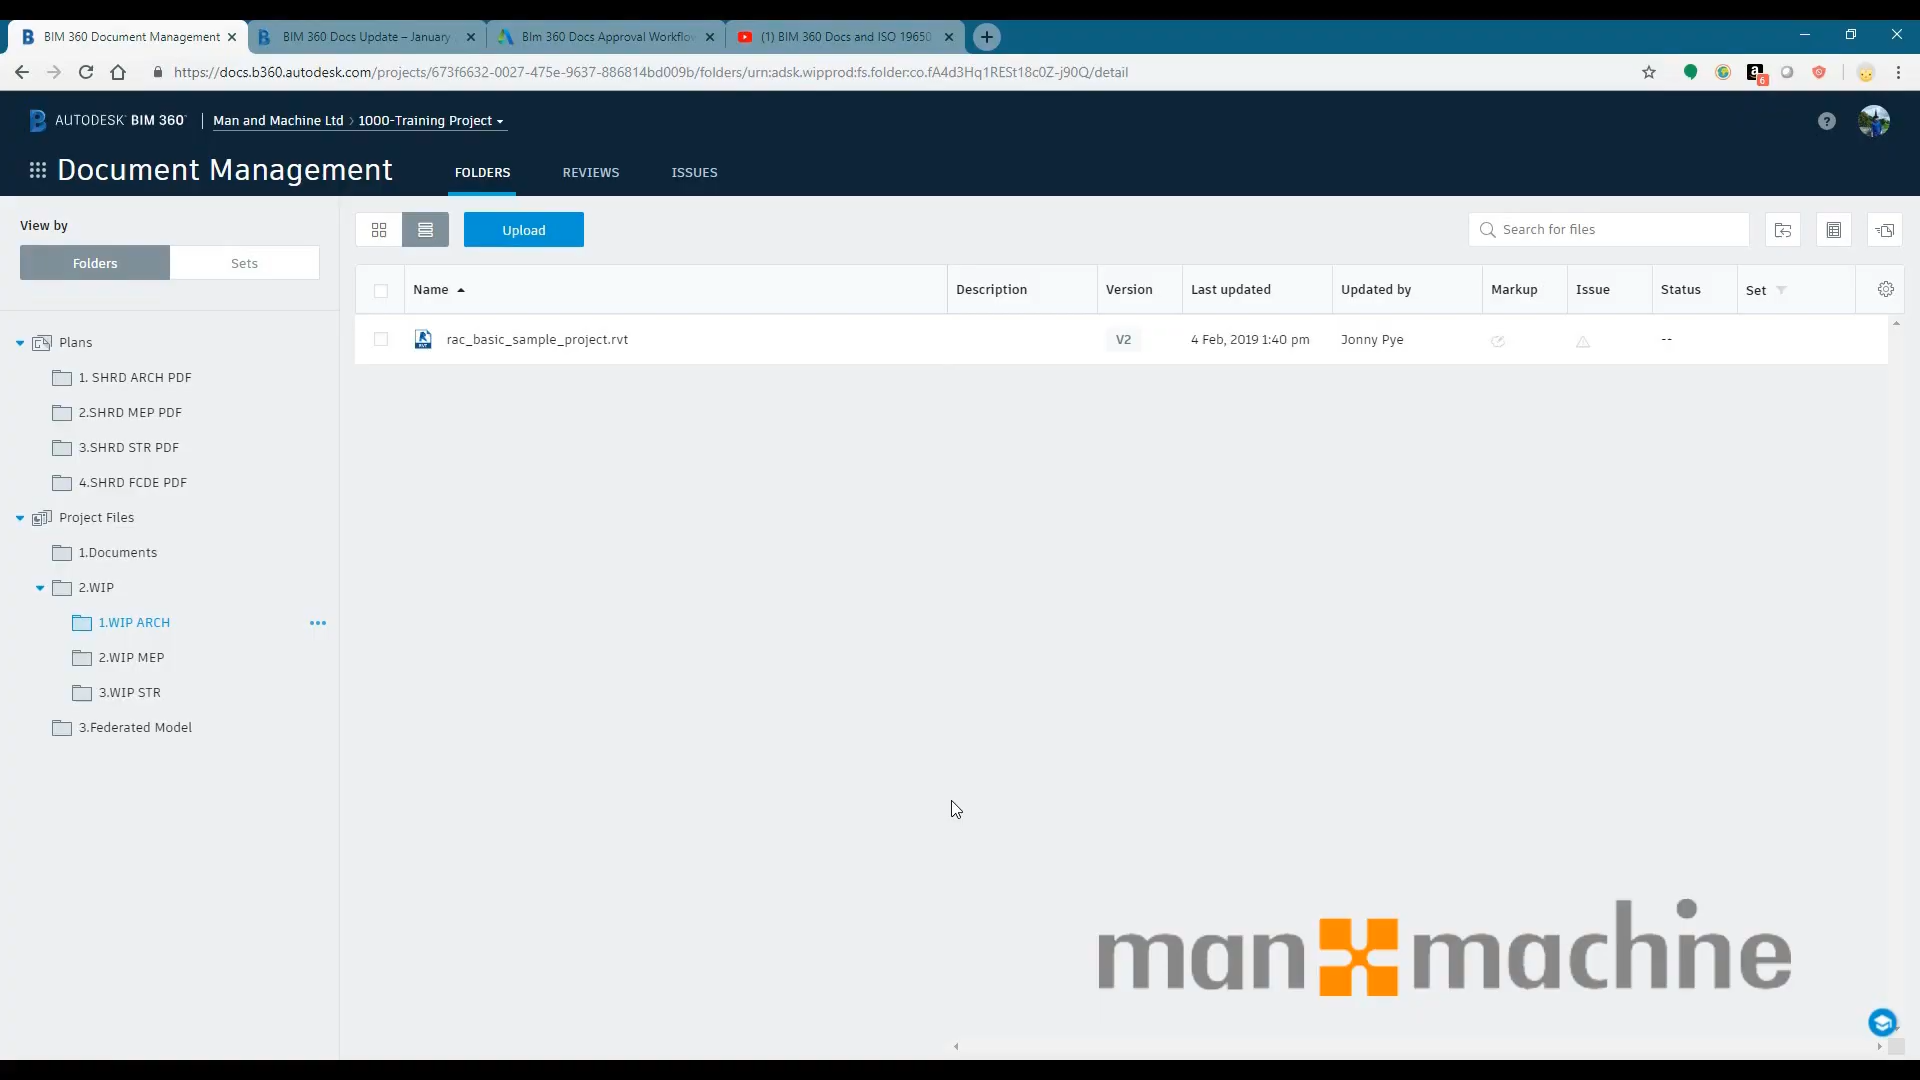 BIM 360 Document Management
BIM 360 Docs Update – January
BIm 360 Docs Approval Workflo
(1) BIM 360 Docs and ISO 19650
https://docs.b360.autodesk.com/projects/673f6632-0027-475e-9637-886814bd009b/folders/urn:adsk.wipprod:fs.folder:co.fA4d3Hq1RESt18c0Z-j90Q/detail
6
AUTODESK BIM 360
Man and Machine Ltd > 1000-Training Project
?
Document Management
FOLDERS
REVIEWS
ISSUES
View by
Folders
Sets
Upload
Search for files
Name
Description
Version
Last updated
Updated by
Markup
Issue
Status
Set
rac_basic_sample_project.rvt
V2
4 Feb, 2019 1:40 pm
Jonny Pye
--
Plans
1. SHRD ARCH PDF
2.SHRD MEP PDF
3.SHRD STR PDF
4.SHRD FCDE PDF
Project Files
1.Documents
2.WIP
1.WIP ARCH
2.WIP MEP
3.WIP STR
3.Federated Model
man machine